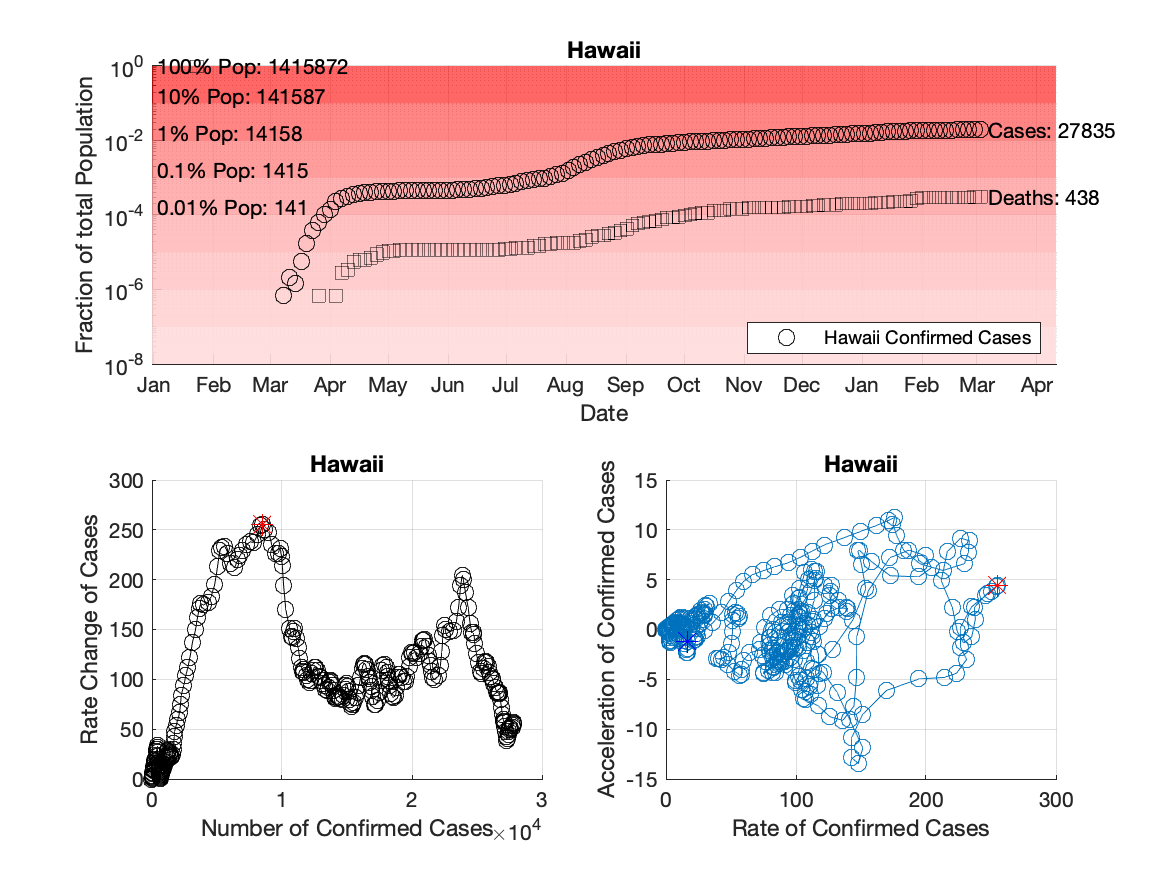 Hawaii
10^0
10^-2
10^-4
10^-6
10^-8
Fraction of total Population
100% Pop: 1415872
10% Pop: 141587
1% Pop: 14158
0.1% Pop: 1415
0.01% Pop: 141
Cases: 27835
Deaths: 438
Hawaii Confirmed Cases
Jan Feb Mar Apr May Jun Jul Aug Sep Oct Nov Dec Jan Feb Mar Apr
Date
Hawaii
300
250
200
150
100
50
0
Rate Change of Cases
0 1 2 3
Number of Confirmed Cases ×10^4
Hawaii
15
10
5
0
-5
-10
-15
Acceleration of Confirmed Cases
0 100 200 300
Rate of Confirmed Cases